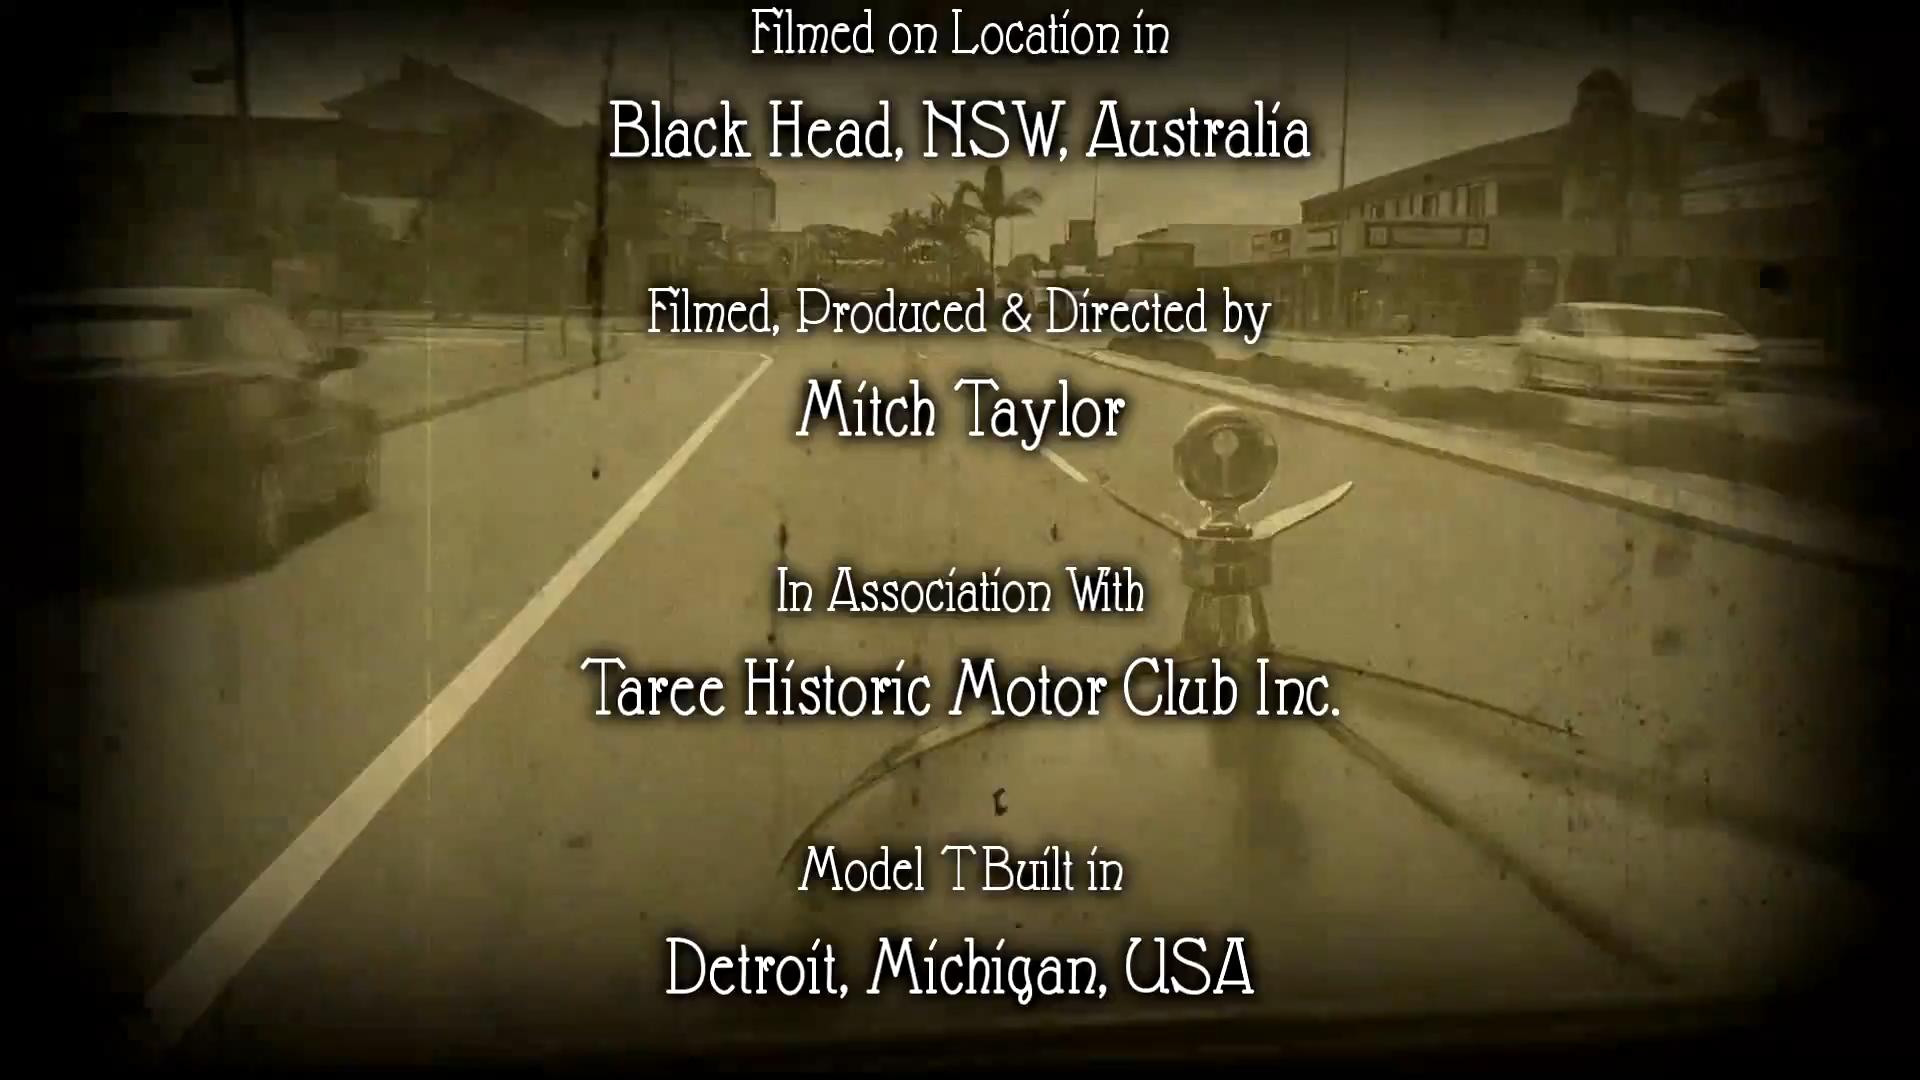 Filmed on Location in
Black Head, NSW, Australia
Filmed, Produced & Directed by
Mitch Taylor
In Association With
Taree Historic Motor Club Inc.
Model T Built in
Detroit, Michigan, USA